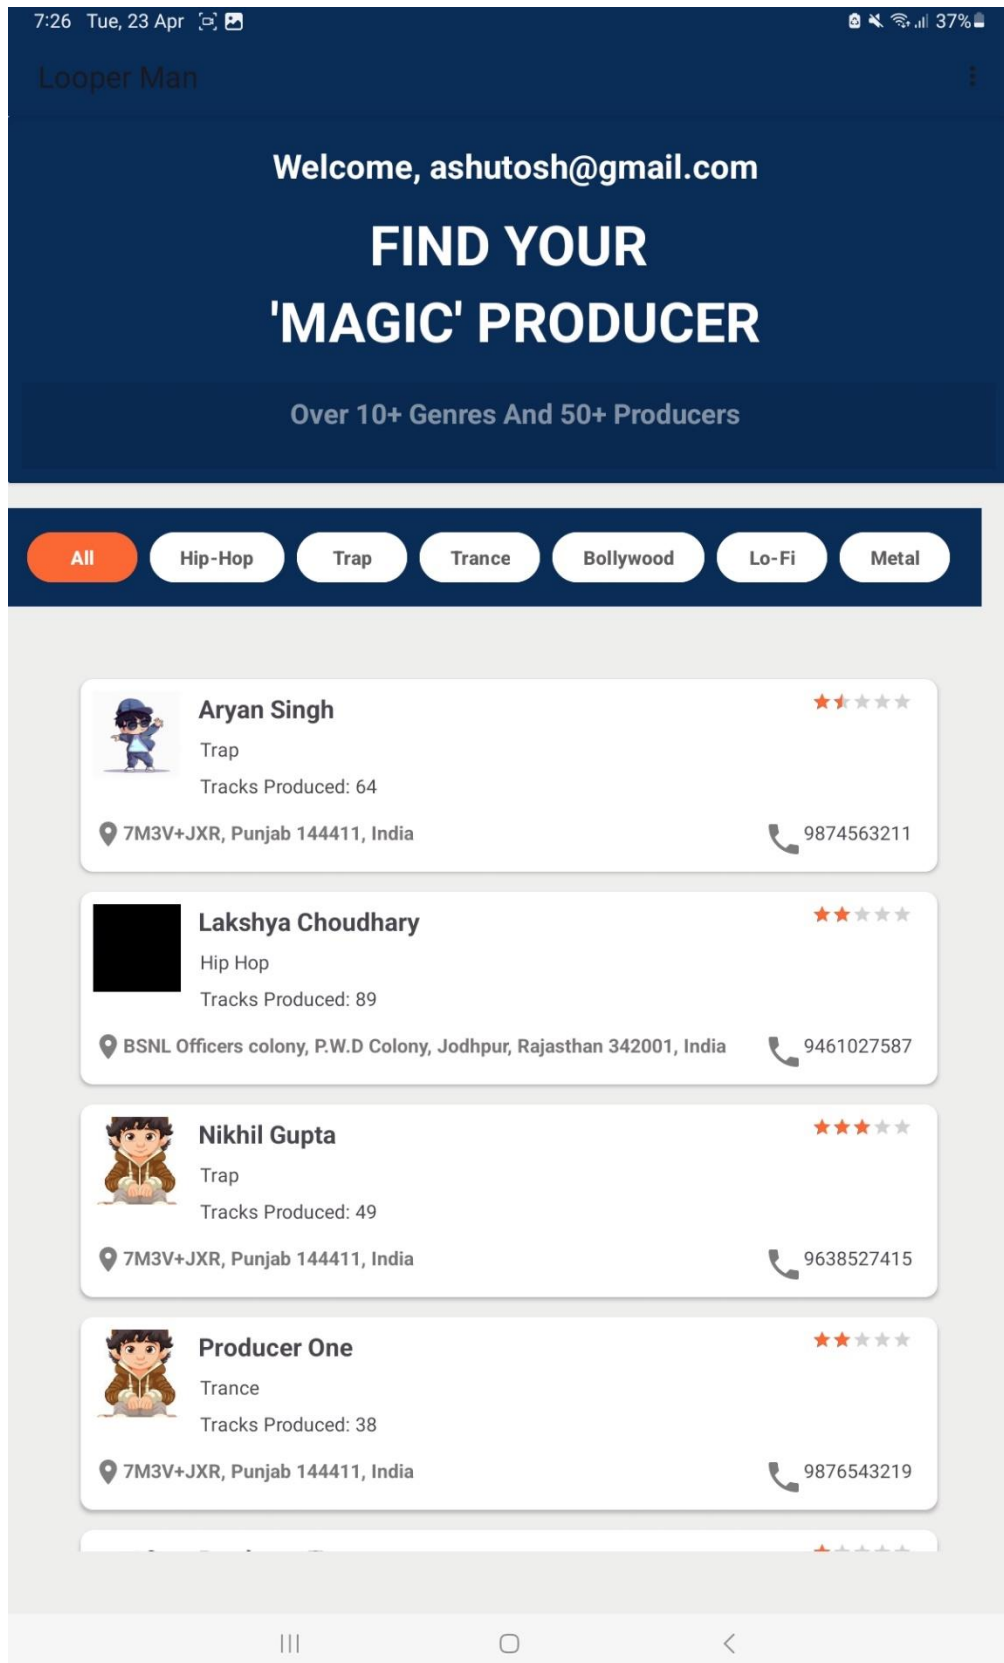 7:26 Tue, 23 Apr 37%
Looper Man
Welcome, ashutosh@gmail.com
FIND YOUR
'MAGIC' PRODUCER
Over 10+ Genres And 50+ Producers
All Hip-Hop Trap Trance Bollywood Lo-Fi Metal
Aryan Singh
Trap
Tracks Produced: 64
7M3V+JXR, Punjab 144411, India 9874563211
Lakshya Choudhary
Hip Hop
Tracks Produced: 89
BSNL Officers colony, P.W.D Colony, Jodhpur, Rajasthan 342001, India 9461027587
Nikhil Gupta
Trap
Tracks Produced: 49
7M3V+JXR, Punjab 144411, India 9638527415
Producer One
Trance
Tracks Produced: 38
7M3V+JXR, Punjab 144411, India 9876543219